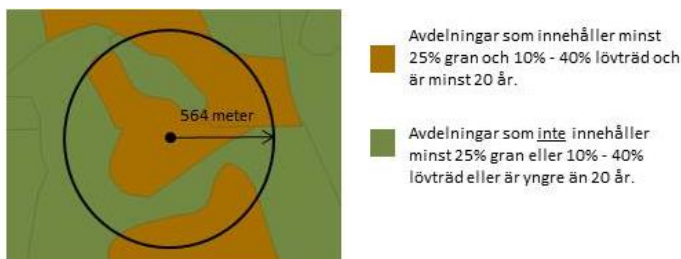 564 meter
Avdelningar som innehåller minst
25% gran och 10% - 40% lövträd och
är minst 20 år.
Avdelningar som inte innehåller
minst 25% gran eller 10% - 40%
lövträd eller är yngre än 20 år.